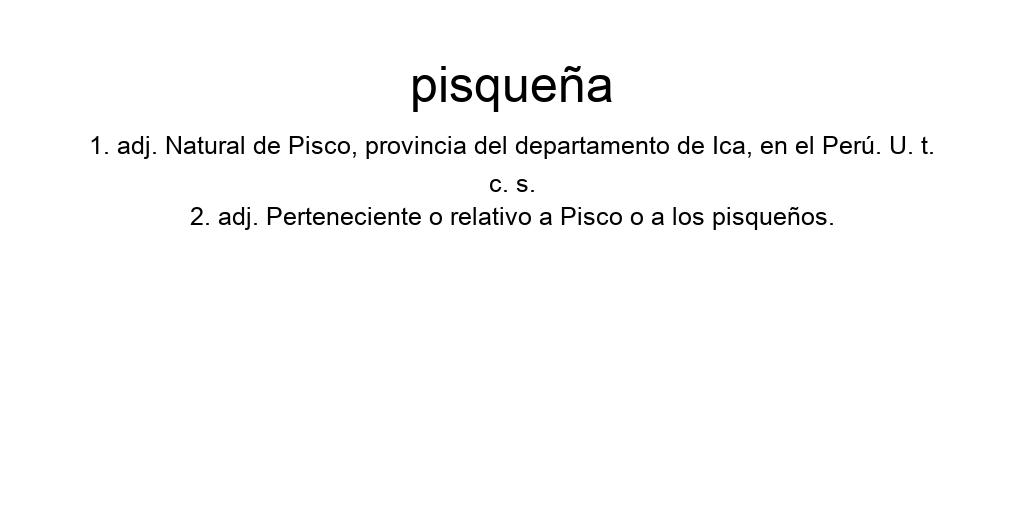 pisqueña
1. adj. Natural de Pisco, provincia del departamento de Ica, en el Perú. U. t.
c. s.
2. adj. Perteneciente o relativo a Pisco o a los pisqueños.